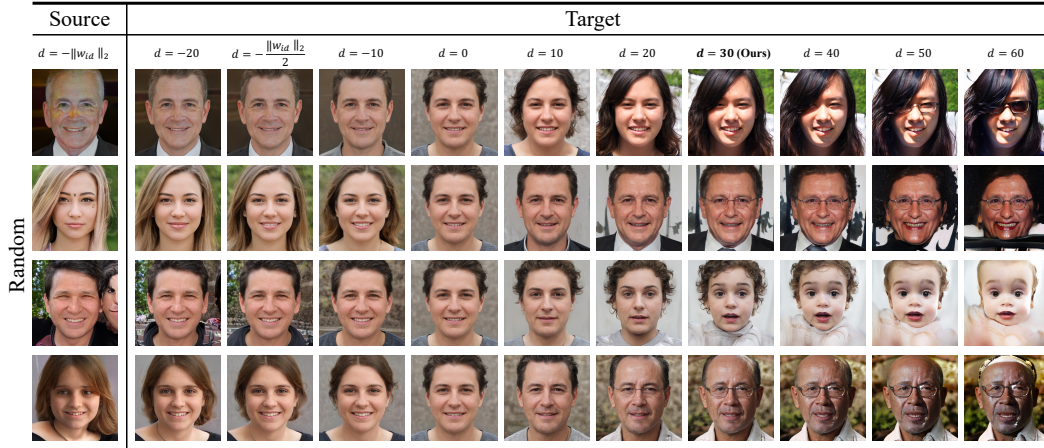 Source Target
d = −‖w_id‖₂ d = −20 d = −‖w_id‖₂/2 d = −10 d = 0 d = 10 d = 20 d = 30 (Ours) d = 40 d = 50 d = 60
Random